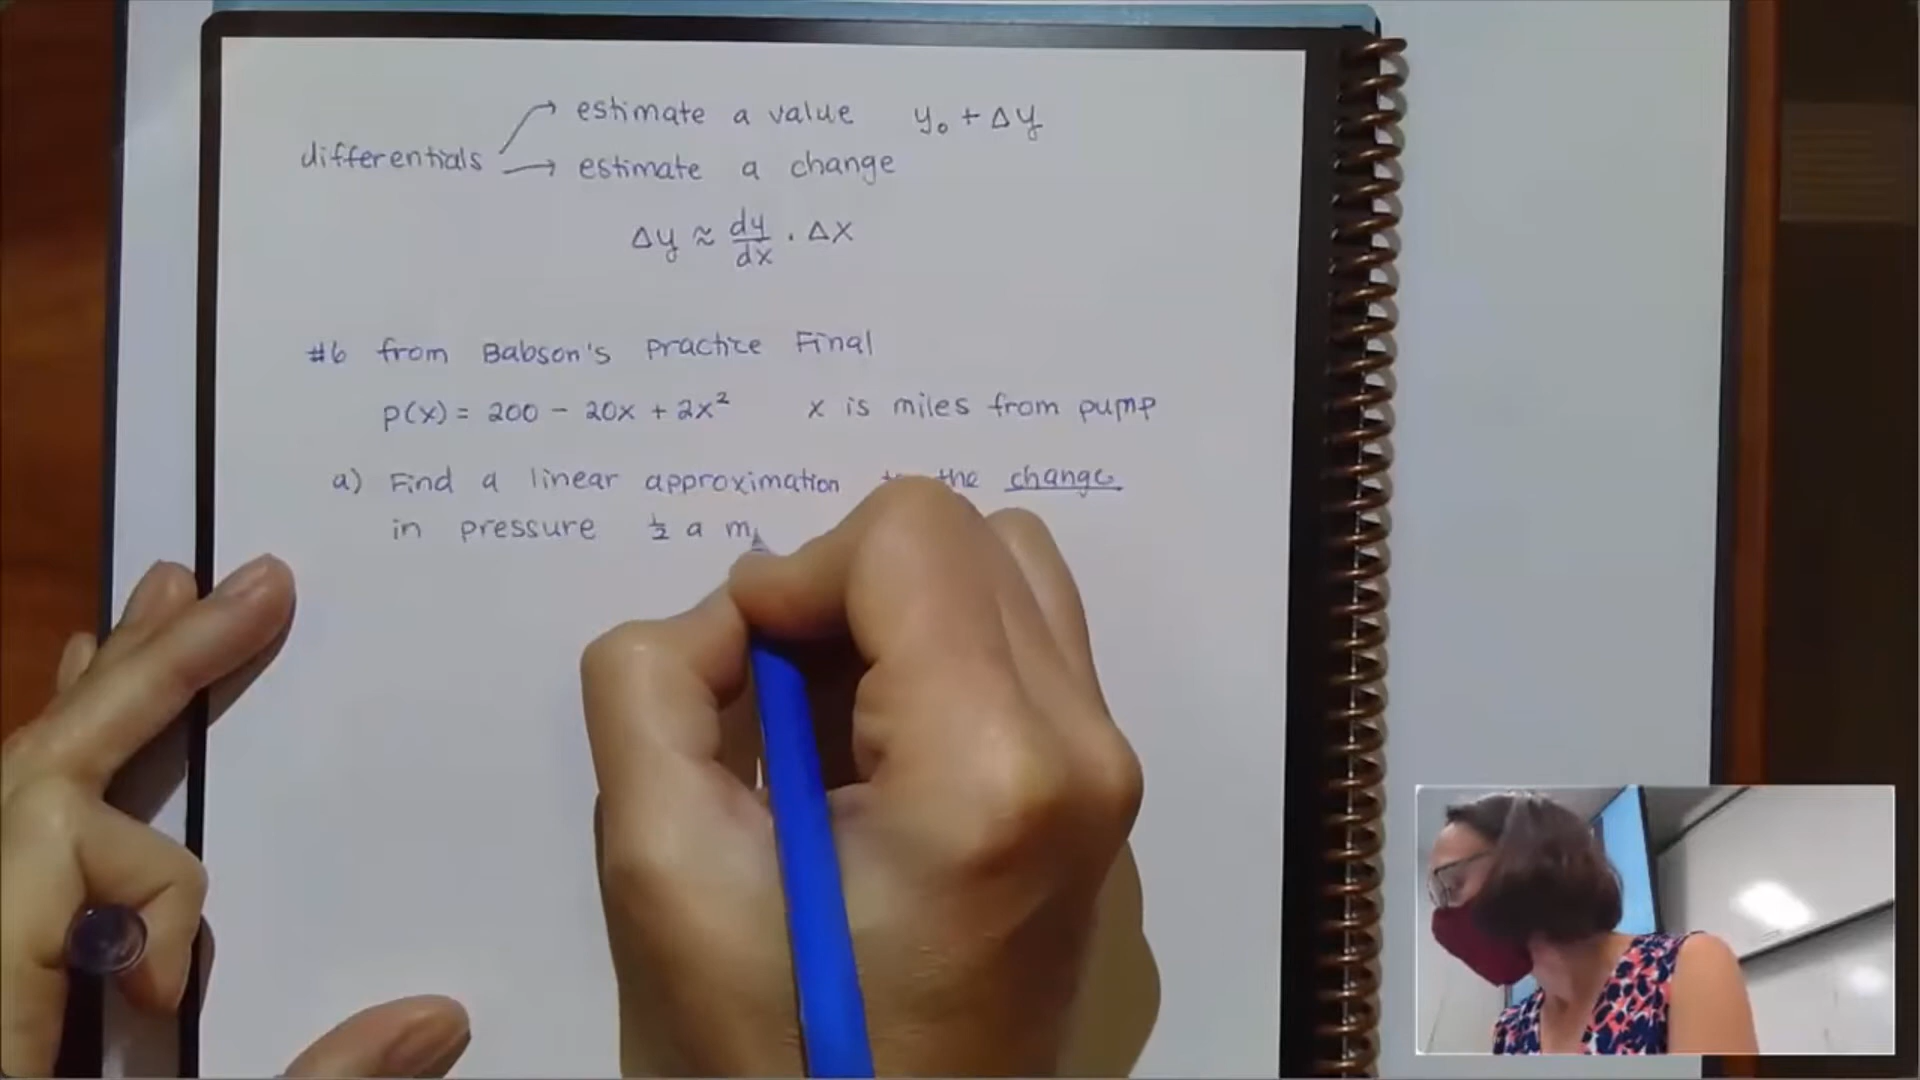 estimate a value y₀ + Δy
differentials
estimate a change
Δy ≈ dy/dx · Δx
#6 from Babson's Practice Final
P(x) = 200 - 20x + 2x² x is miles from pump
a) Find a linear approximation the change
in pressure ½ a